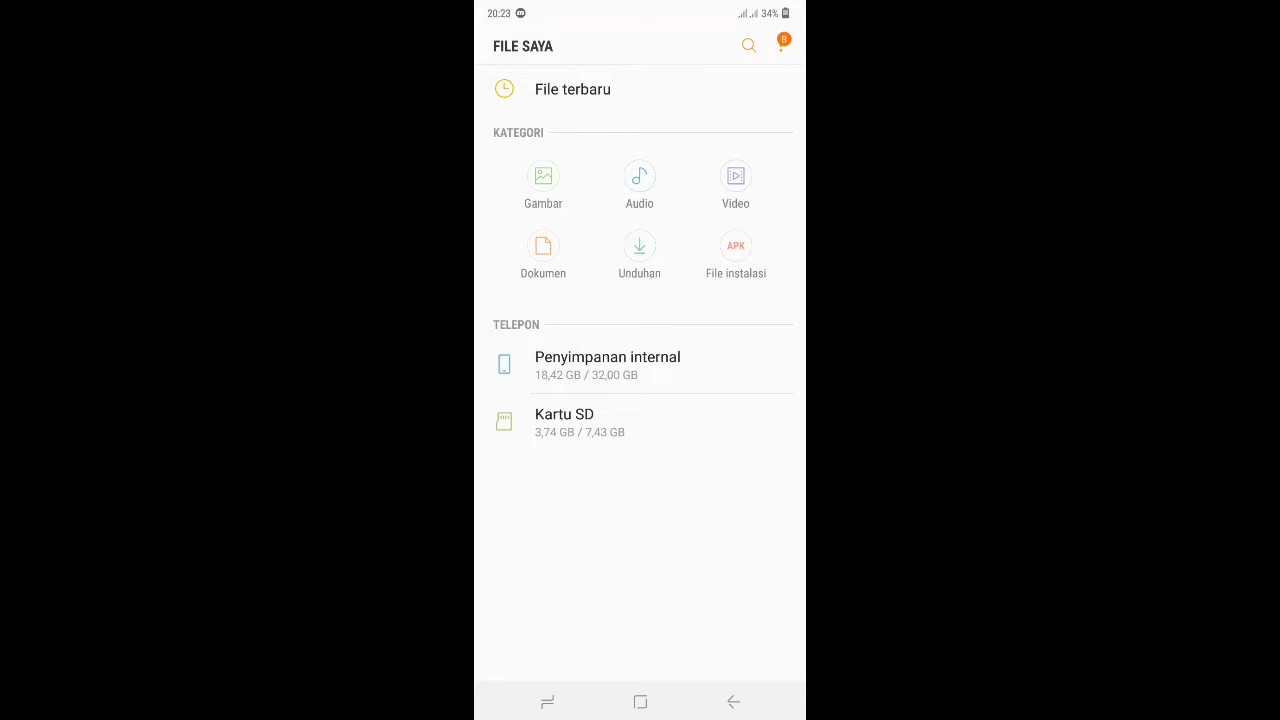 20:23
34%
FILE SAYA
B
File terbaru
KATEGORI
Gambar
Audio
Video
APK
Dokumen
Unduhan
File instalasi
TELEPON
Penyimpanan internal
18,42 GB / 32,00 GB
Kartu SD
3,74 GB / 7,43 GB